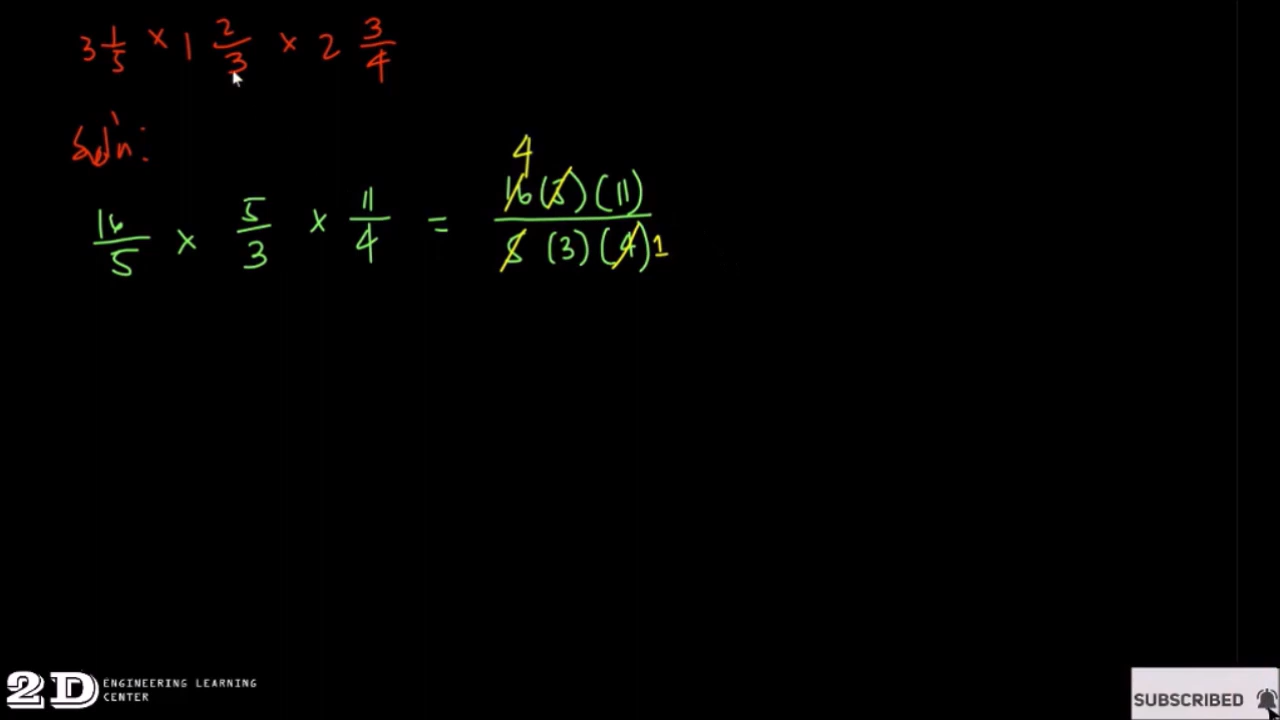 3 1/5 × 1 2/3 × 2 3/4
Sol'n:
4
16/5 × 5/3 × 11/4 = 16(5)(11)/5 (3)(4) 1
2D ENGINEERING LEARNING
CENTER
SUBSCRIBED